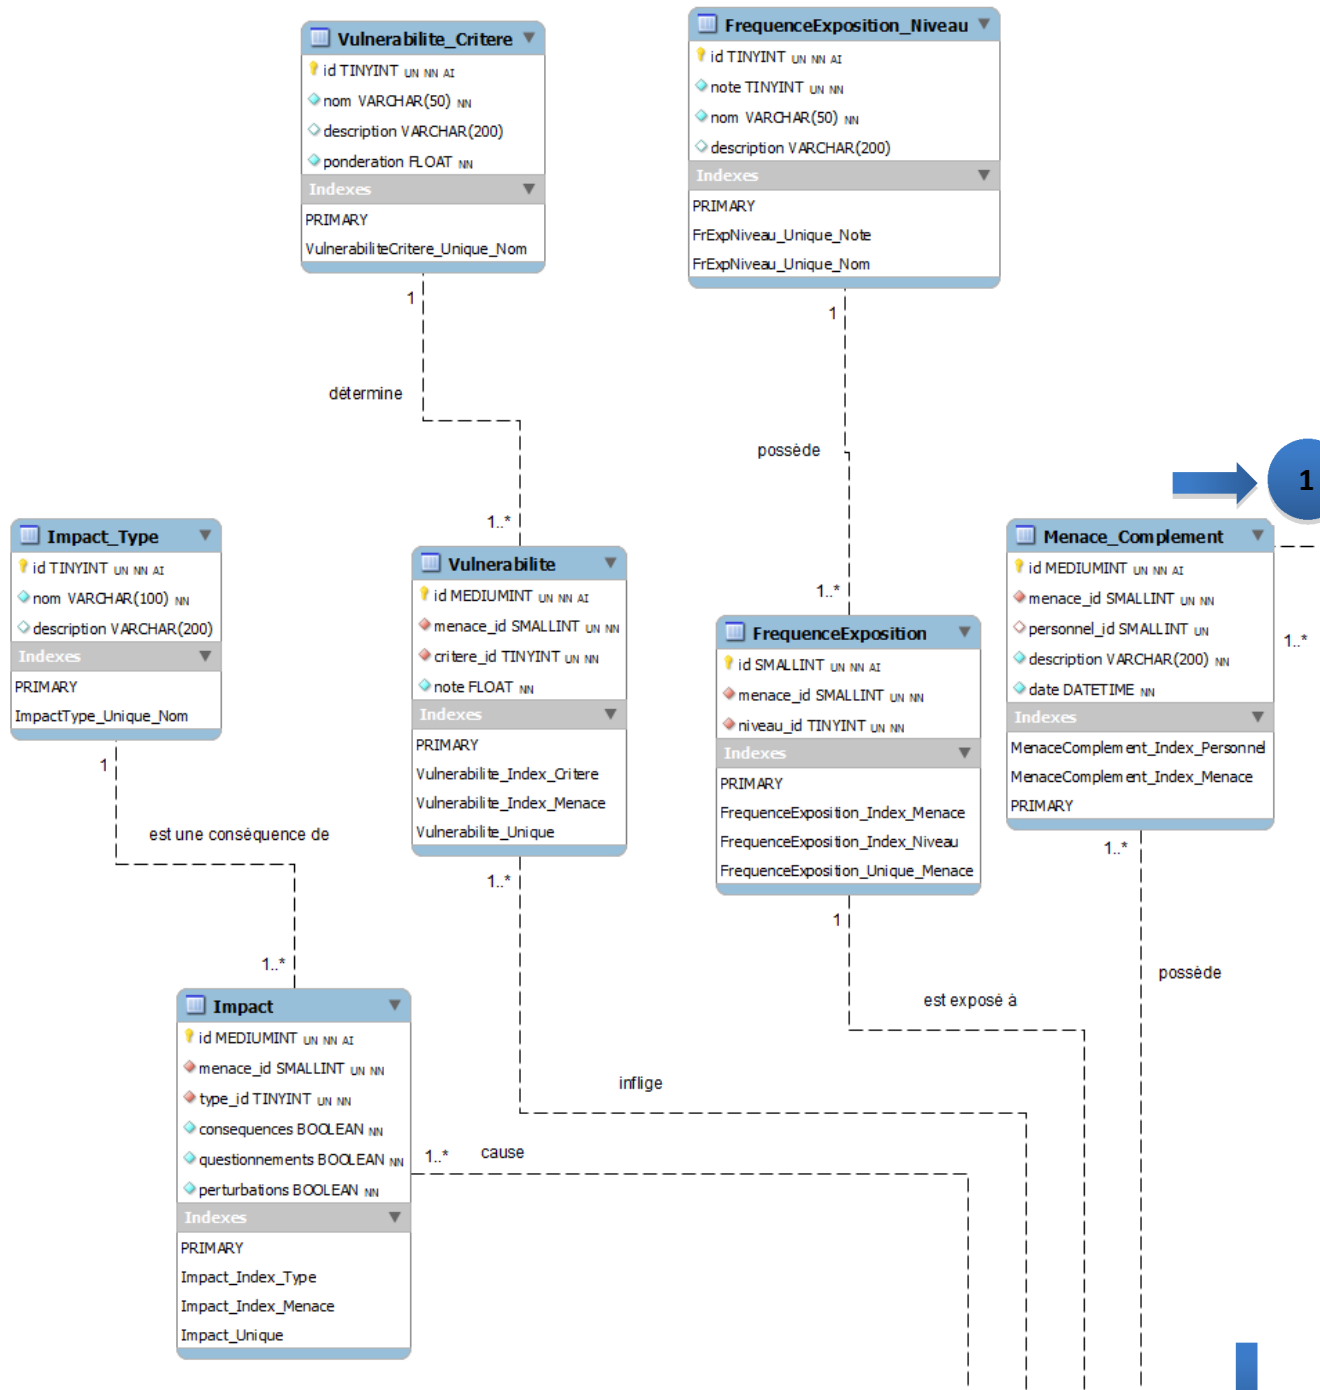 Vulnerabilite_Critere
id TINYINT UN NN AI
nom VARCHAR(50) NN
description VARCHAR(200)
ponderation FLOAT NN
Indexes
PRIMARY
VulnerabiliteCritere_Unique_Nom
1
FrequenceExposition_Niveau
id TINYINT UN NN AI
note TINYINT UN NN
nom VARCHAR(50) NN
description VARCHAR(200)
Indexes
PRIMARY
FrExpNiveau_Unique_Note
FrExpNiveau_Unique_Nom
1
détermine
possède
1
1..*
Impact_Type
id TINYINT UN NN AI
nom VARCHAR(100) NN
description VARCHAR(200)
Indexes
PRIMARY
ImpactType_Unique_Nom
1
Vulnerabilite
id MEDIUMINT UN NN AI
menace_id SMALLINT UN NN
critere_id TINYINT UN NN
note FLOAT NN
Indexes
PRIMARY
Vulnerabilite_Index_Critere
Vulnerabilite_Index_Menace
Vulnerabilite_Unique
1..*
1..*
FrequenceExposition
id SMALLINT UN NN AI
menace_id SMALLINT UN NN
niveau_id TINYINT UN NN
Indexes
PRIMARY
FrequenceExposition_Index_Menace
FrequenceExposition_Index_Niveau
FrequenceExposition_Unique_Menace
1
Menace_Complement
id MEDIUMINT UN NN AI
menace_id SMALLINT UN NN
personnel_id SMALLINT UN
description VARCHAR(200) NN
date DATETIME NN
Indexes
MenaceComplement_Index_Personnel
MenaceComplement_Index_Menace
PRIMARY
1..*
1..*
est une conséquence de
1..*
possède
est exposé à
Impact
id MEDIUMINT UN NN AI
menace_id SMALLINT UN NN
type_id TINYINT UN NN
consequences BOOLEAN NN
questionnements BOOLEAN NN
perturbations BOOLEAN NN
Indexes
PRIMARY
Impact_Index_Type
Impact_Index_Menace
Impact_Unique
inflige
1..*
cause